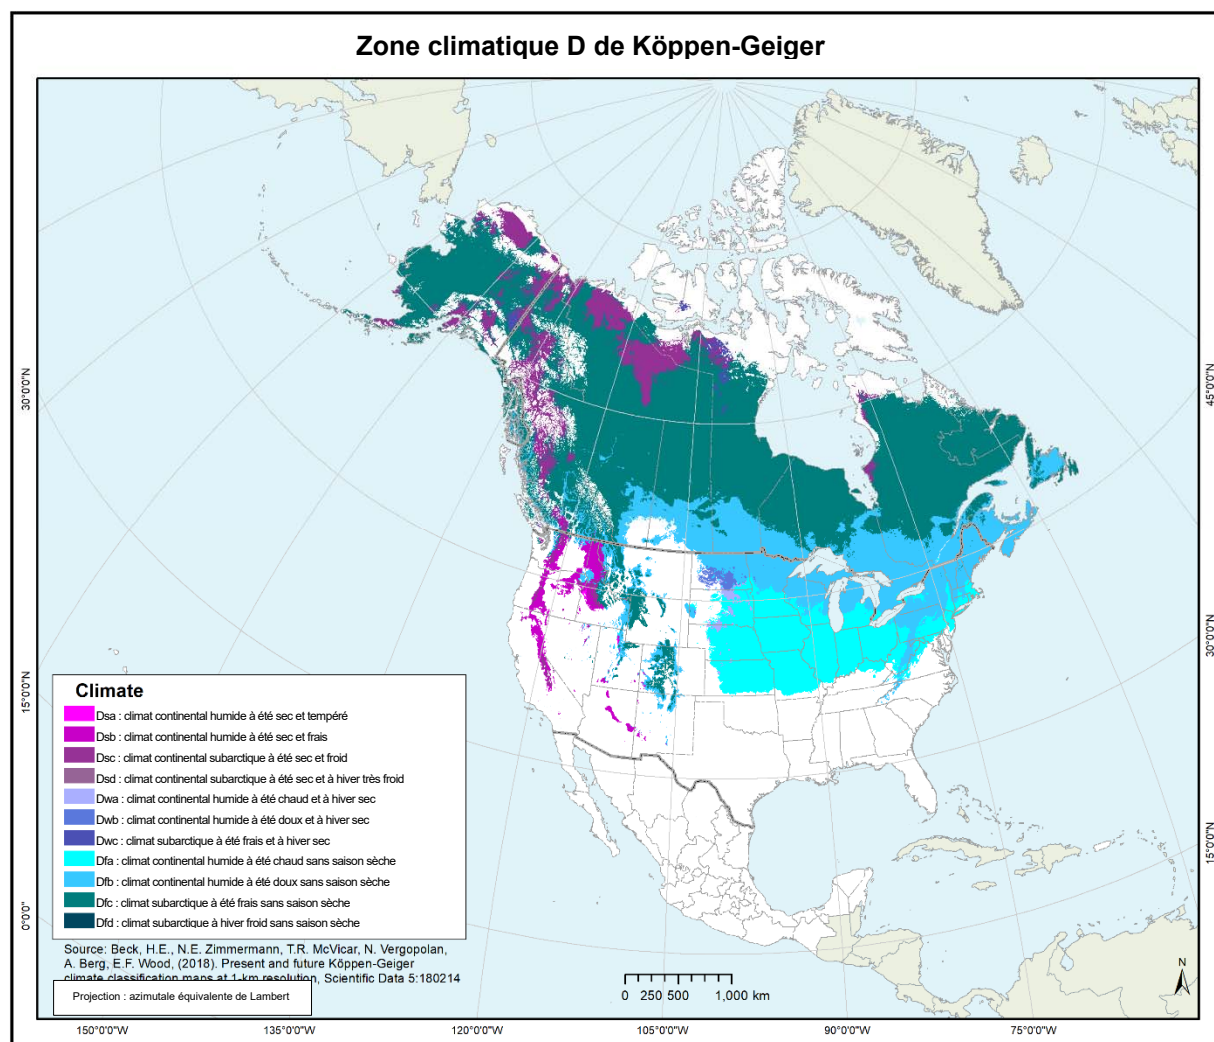 Zone climatique D de Köppen-Geiger
30°0'0"N
15°0'0"N
0°0'0"
45°0'0"N
30°0'0"N
15°0'0"N
Climate
Dsa : climat continental humide à été sec et tempéré
Dsb : climat continental humide à été sec et frais
Dsc : climat continental subarctique à été sec et froid
Dsd : climat continental subarctique à été sec et à hiver très froid
Dwa : climat continental humide à été chaud et à hiver sec
Dwb : climat continental humide à été doux et à hiver sec
Dwc : climat subarctique à été frais et à hiver sec
Dfa : climat continental humide à été chaud sans saison sèche
Dfb : climat continental humide à été doux sans saison sèche
Dfc : climat subarctique à été frais sans saison sèche
Dfd : climat subarctique à hiver froid sans saison sèche
Source: Beck, H.E., N.E. Zimmermann, T.R. McVicar, N. Vergopolan,
A. Berg, E.F. Wood, (2018). Present and future Köppen-Geiger
climate classification maps at 1-km resolution, Scientific Data 5:180214
Projection : azimutale équivalente de Lambert
0 250 500 1,000 km
N
150°0'0"W 135°0'0"W 120°0'0"W 105°0'0"W 90°0'0"W 75°0'0"W